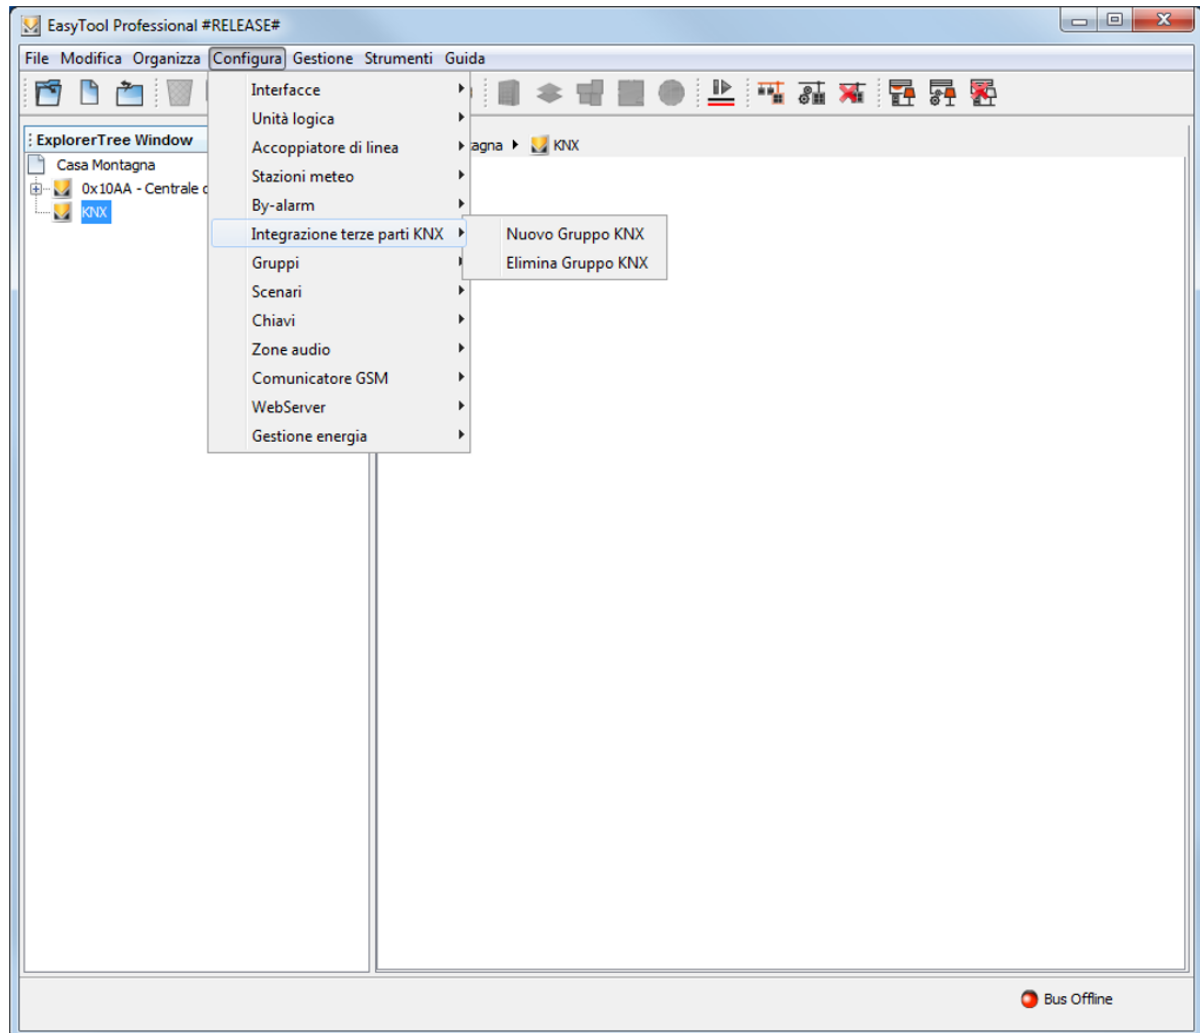 EasyTool Professional #RELEASE#
File Modifica Organizza Configura Gestione Strumenti Guida
Interfacce
Unità logica
Accoppiatore di linea
Stazioni meteo
By-alarm
Integrazione terze parti KNX
Gruppi
Scenari
Chiavi
Zone audio
Comunicatore GSM
WebServer
Gestione energia
Nuovo Gruppo KNX
Elimina Gruppo KNX
ExplorerTree Window
Casa Montagna
0x10AA - Centrale
KNX
agna KNX
Bus Offline